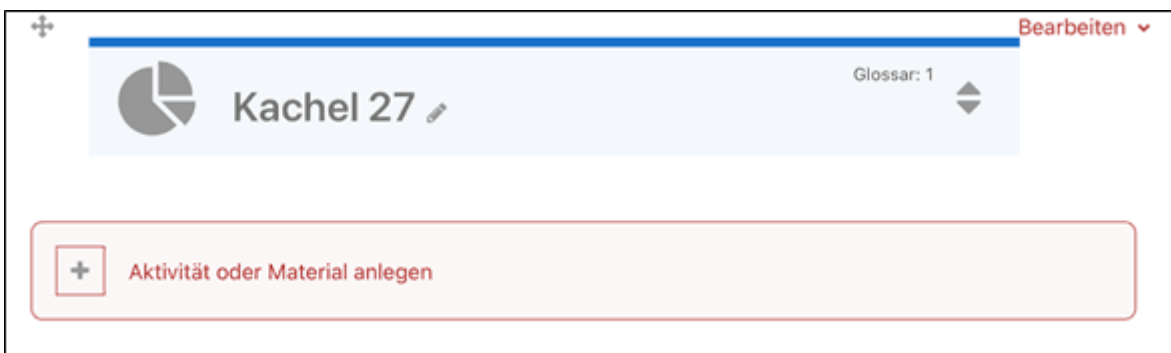 Bearbeiten
Glossar: 1
Kachel 27
Aktivität oder Material anlegen